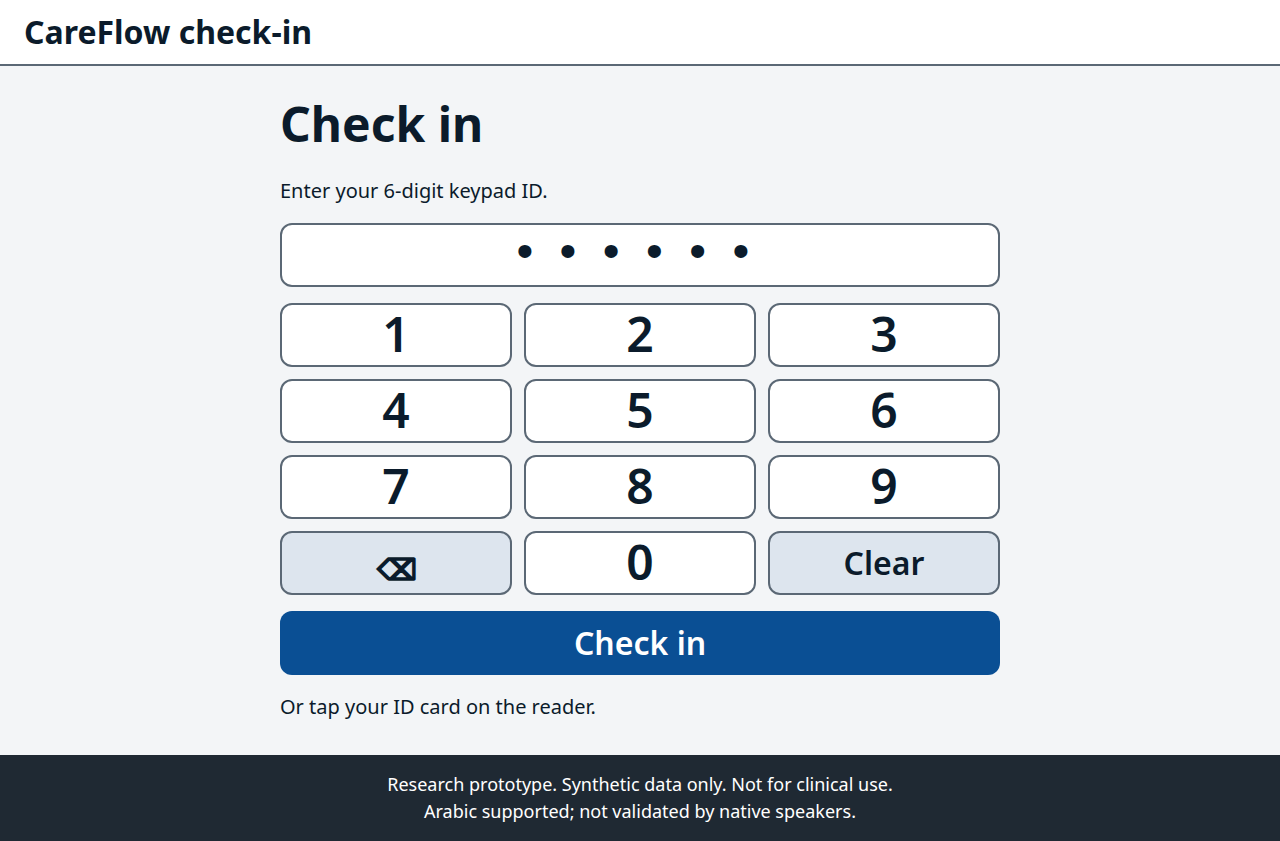 CareFlow check-in
Check in
Enter your 6-digit keypad ID.
• • • • • •
1 2 3
4 5 6
7 8 9
⌫ 0 Clear
Check in
Or tap your ID card on the reader.
Research prototype. Synthetic data only. Not for clinical use.
Arabic supported; not validated by native speakers.